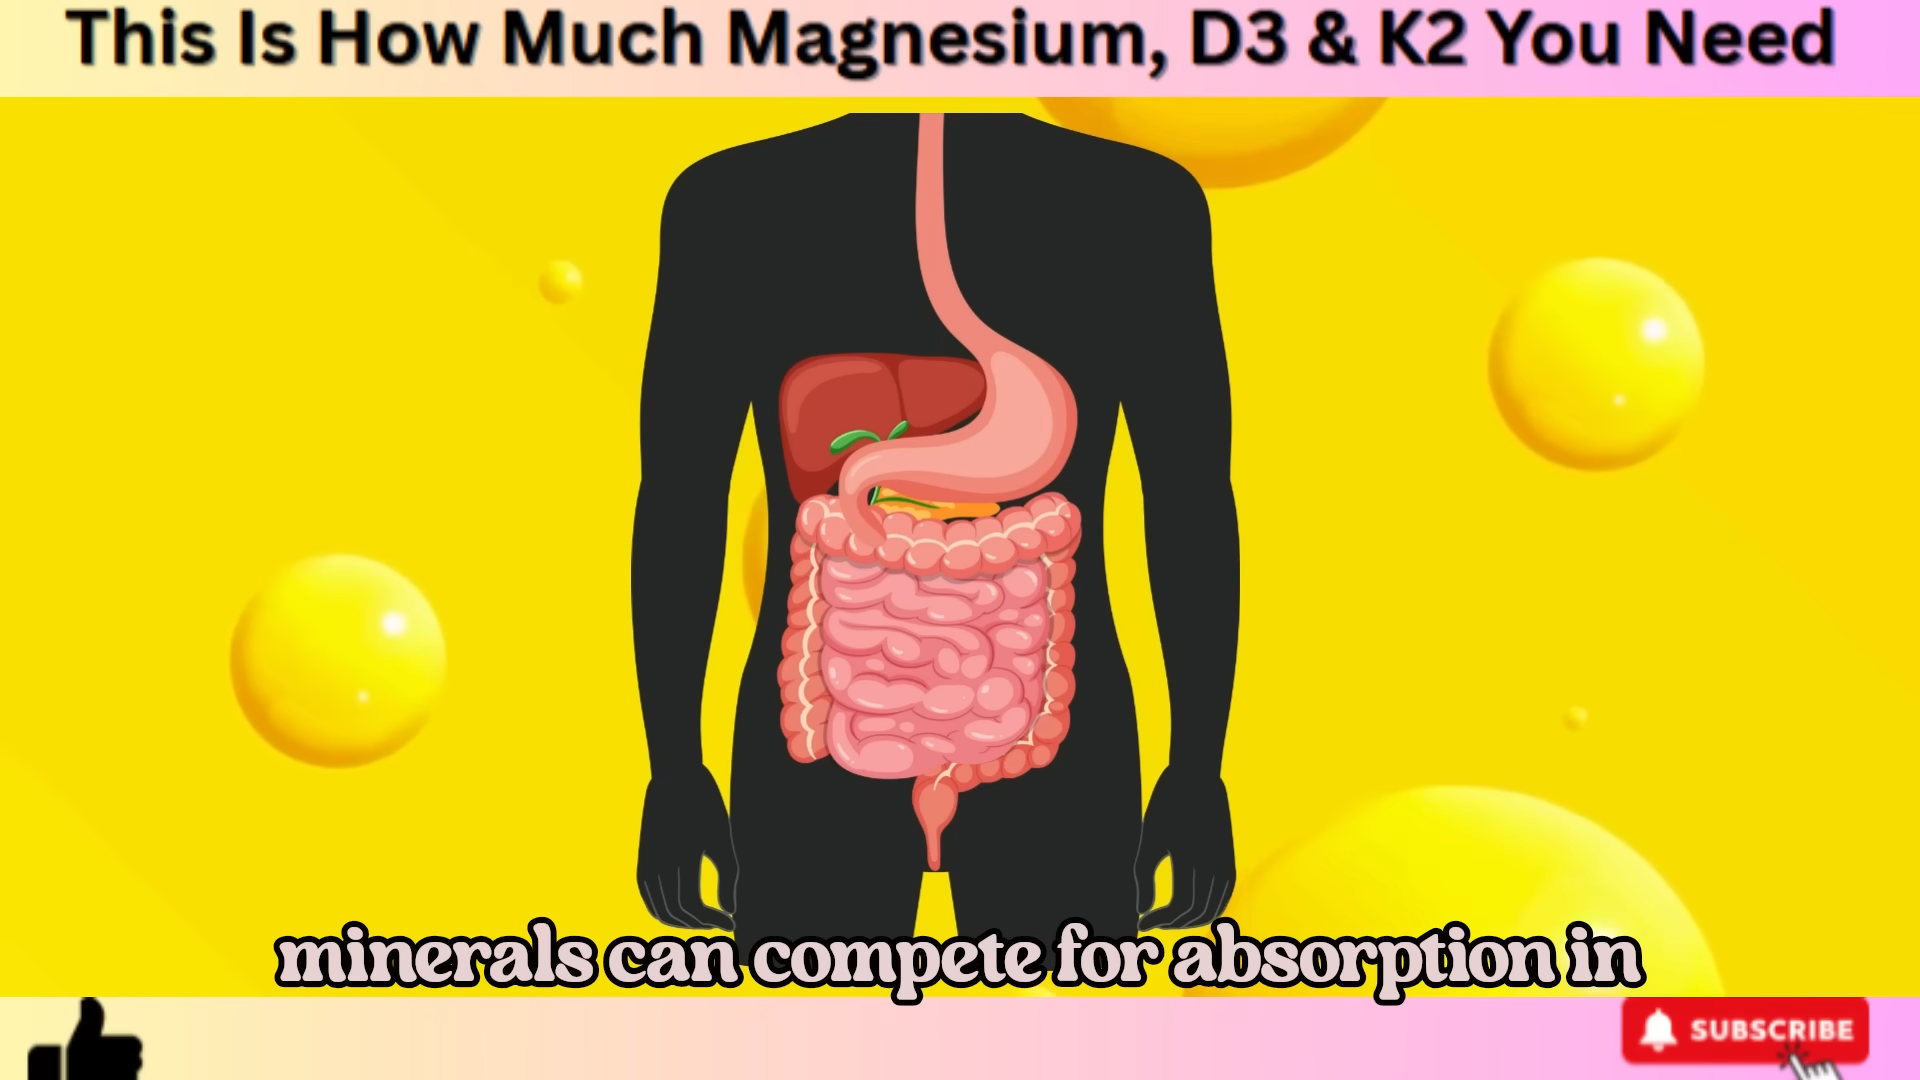 This Is How Much Magnesium, D3 & K2 You Need
minerals can compete for absorption in
SUBSCRIBE